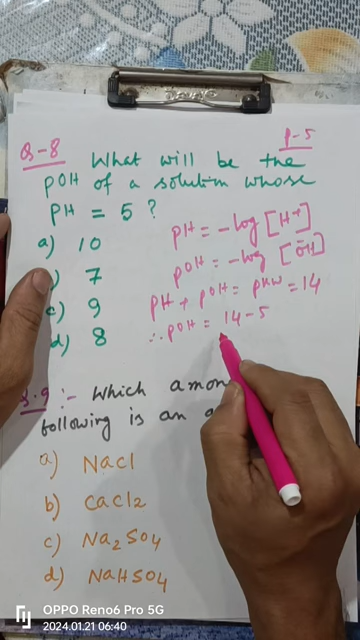 P-5
Q-8 What will be the
pOH of a solution whose
pH = 5 ?
a) 10
) 7
c) 9
d) 8
pH = -log [H+]
pOH = -log [OH]
pH + pOH = pKw = 14
∴ pOH = 14 - 5
Q.9 :- Which amon
following is an a
a) NaCl
b) CaCl2
c) Na2SO4
d) NaHSO4
OPPO Reno6 Pro 5G
2024.01.21 06:40